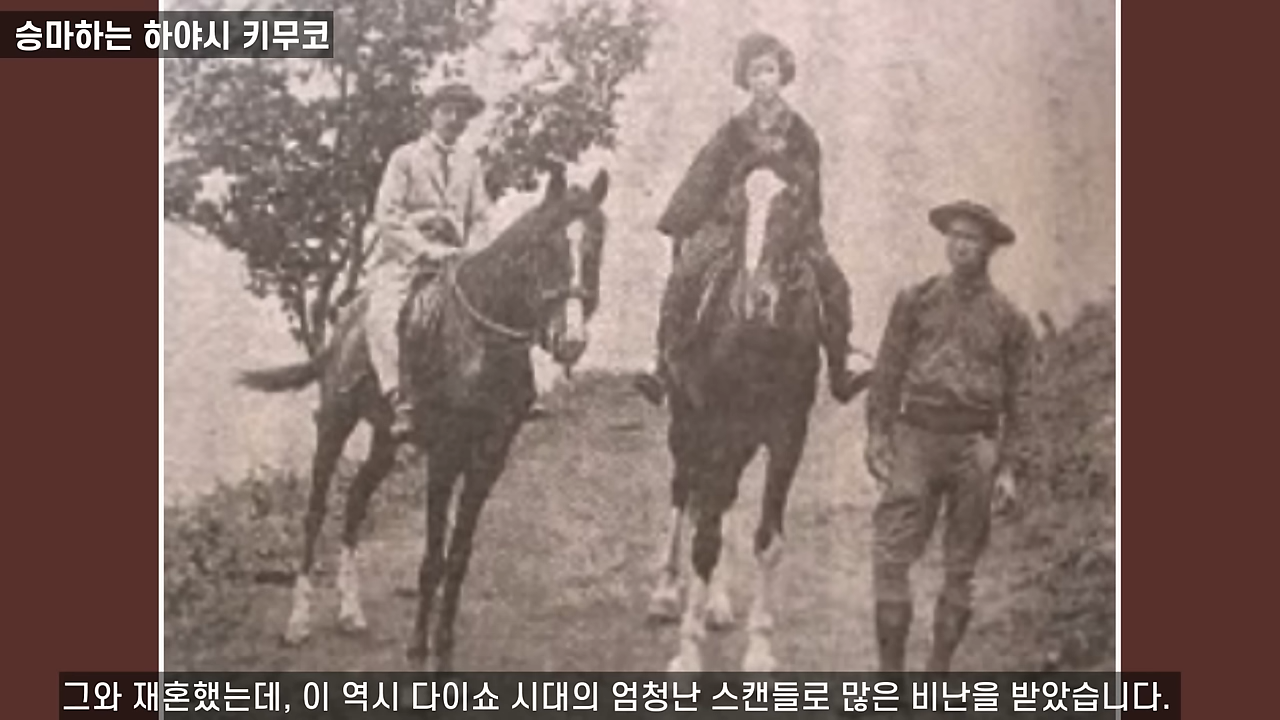 승마하는 하야시 키무코
그와 재혼했는데, 이 역시 다이쇼 시대의 엄청난 스캔들로 많은 비난을 받았습니다.